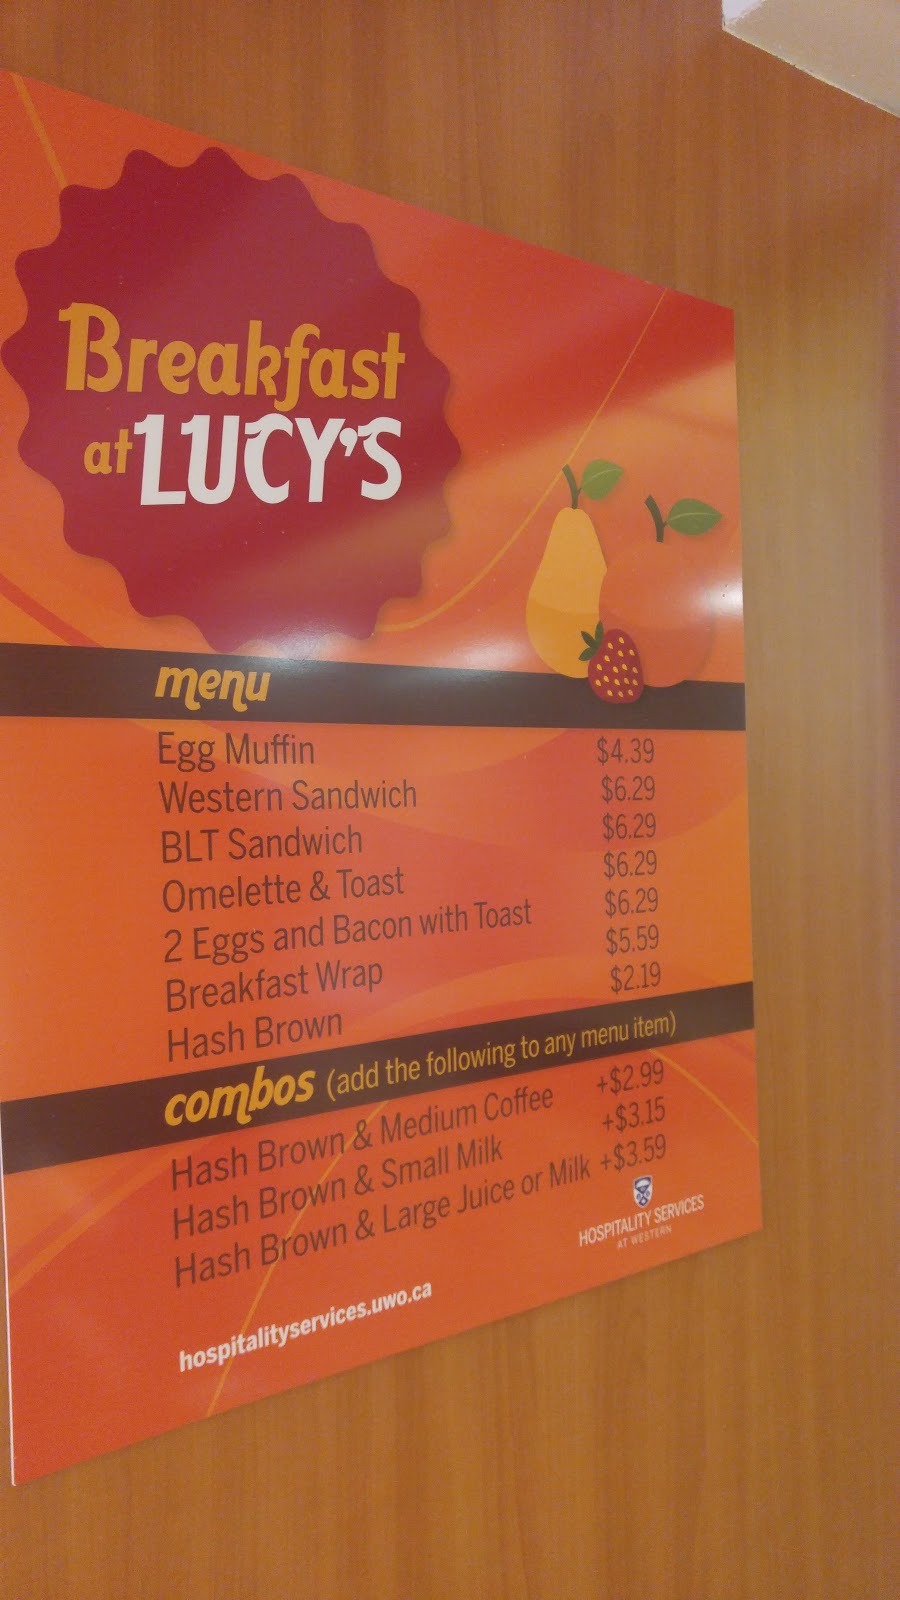 Breakfast
at LUCY'S
menu
Egg Muffin $4.39
Western Sandwich $6.29
BLT Sandwich $6.29
Omelette & Toast $6.29
2 Eggs and Bacon with Toast $6.29
Breakfast Wrap $5.59
Hash Brown $2.19
combos (add the following to any menu item)
Hash Brown & Medium Coffee +$2.99
Hash Brown & Small Milk +$3.15
Hash Brown & Large Juice or Milk +$3.59
HOSPITALITY SERVICES
AT WESTERN
hospitalityservices.uwo.ca